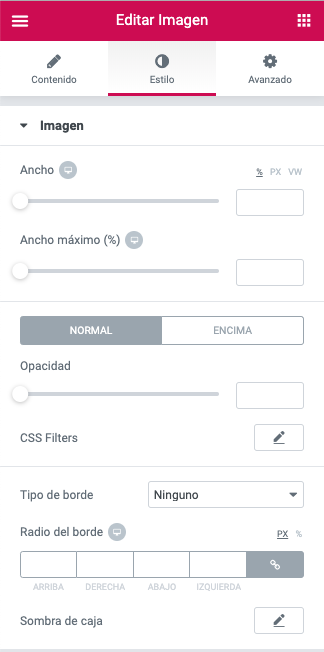 Editar Imagen
Contenido Estilo Avanzado
Imagen
Ancho % PX VW
Ancho máximo (%)
NORMAL ENCIMA
Opacidad
CSS Filters
Tipo de borde Ninguno
Radio del borde PX %
ARRIBA DERECHA ABAJO IZQUIERDA
Sombra de caja